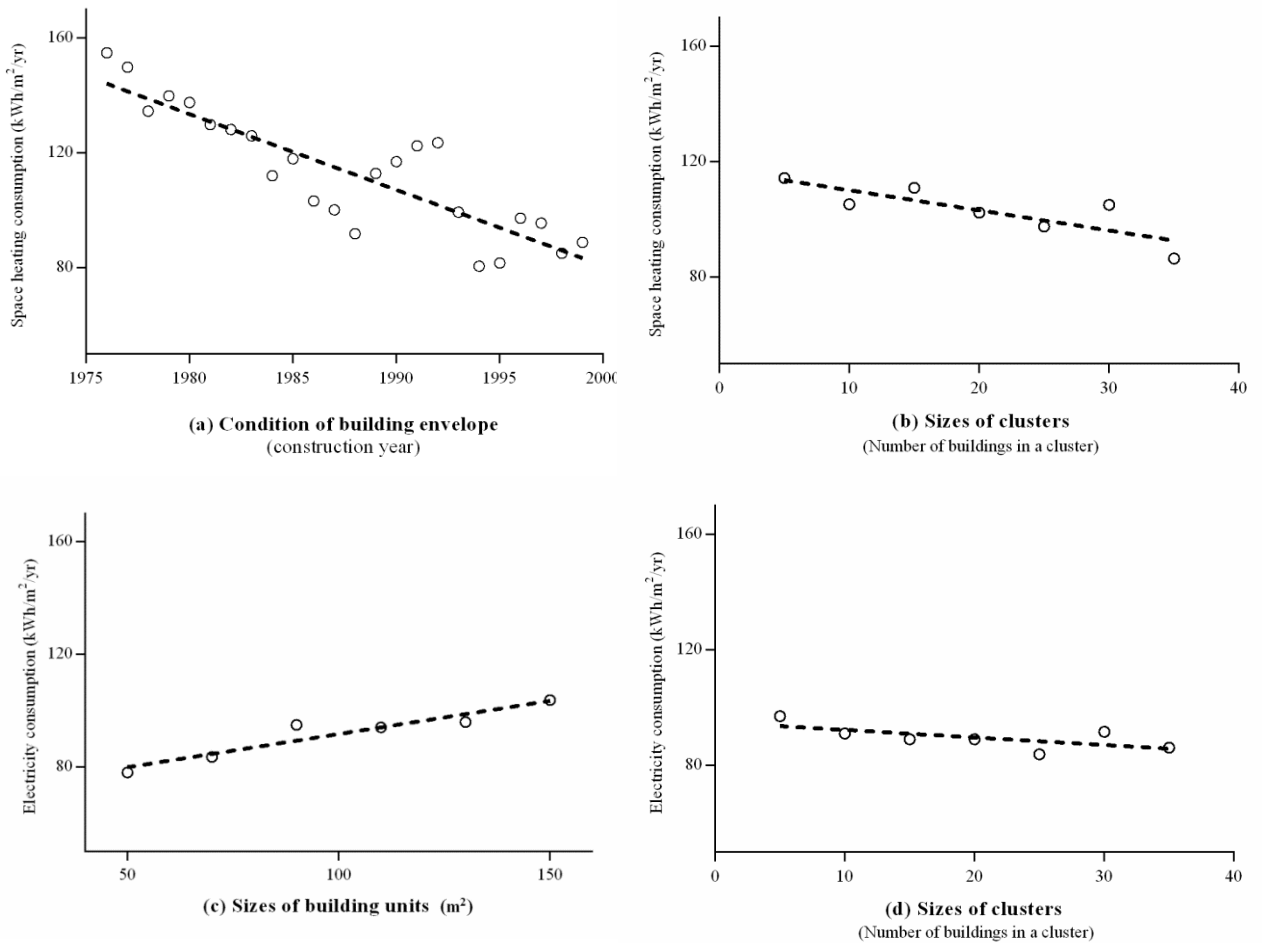 Space heating consumption (kWh/m²/yr)
160
120
80
1975 1980 1985 1990 1995 200
(a) Condition of building envelope
(construction year)
Space heating consumption (kWh/m²/yr)
160
120
80
0 10 20 30 40
(b) Sizes of clusters
(Number of buildings in a cluster)
Electricity consumption (kWh/m²/yr)
160
120
80
50 100 150
(c) Sizes of building units (m²)
Electricity consumption (kWh/m²/yr)
160
120
80
0 10 20 30 40
(d) Sizes of clusters
(Number of buildings in a cluster)